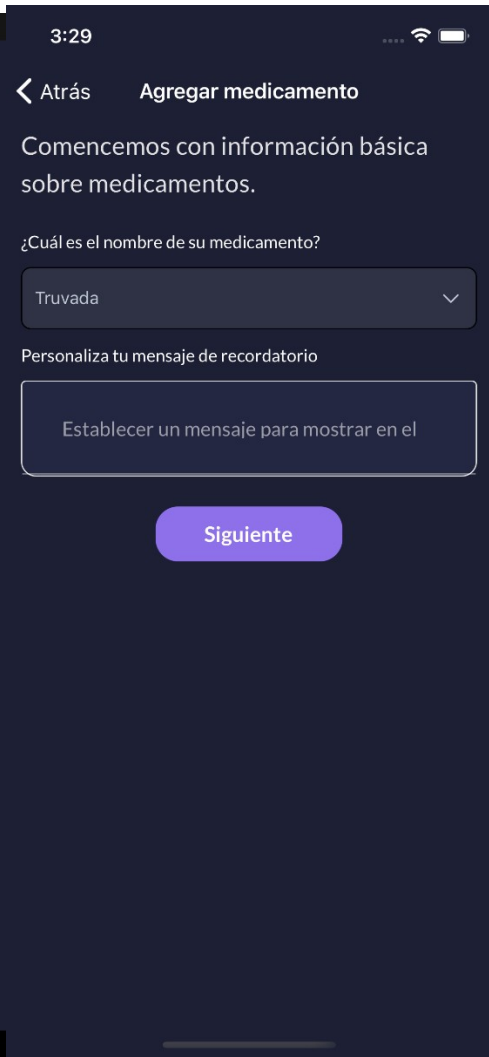 3:29
Atrás
Agregar medicamento
Comencemos con información básica
sobre medicamentos.
¿Cuál es el nombre de su medicamento?
Truvada
Personaliza tu mensaje de recordatorio
Establecer un mensaje para mostrar en el
Siguiente